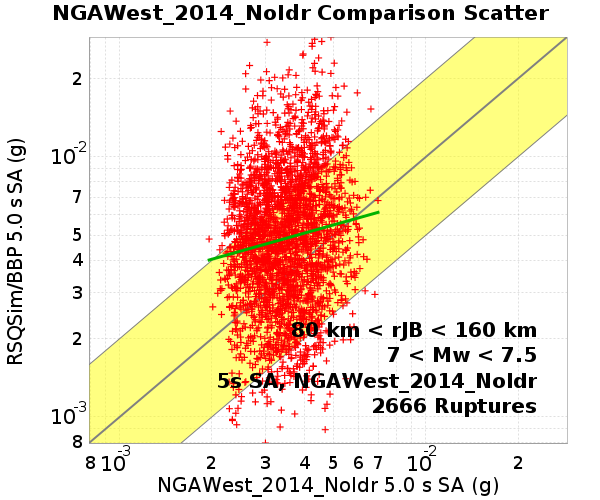 NGAWest_2014_NoIdr Comparison Scatter
RSQSim/BBP 5.0 s SA (g)
2
10-2
7
5
4
3
2
10-3
8
80 km < rJB < 160 km
7 < Mw < 7.5
5s SA, NGAWest_2014_NoIdr
2666 Ruptures
8 10-3 2 3 4 5 6 7 10-2 2
NGAWest_2014_NoIdr 5.0 s SA (g)